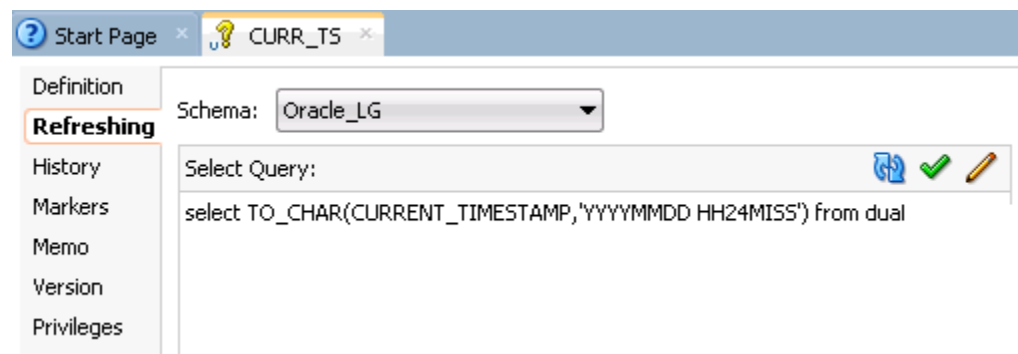 Start Page
CURR_TS
Definition
Refreshing
History
Markers
Memo
Version
Privileges
Schema: Oracle_LG
Select Query:
select TO_CHAR(CURRENT_TIMESTAMP,'YYYYMMDD HH24MISS') from dual